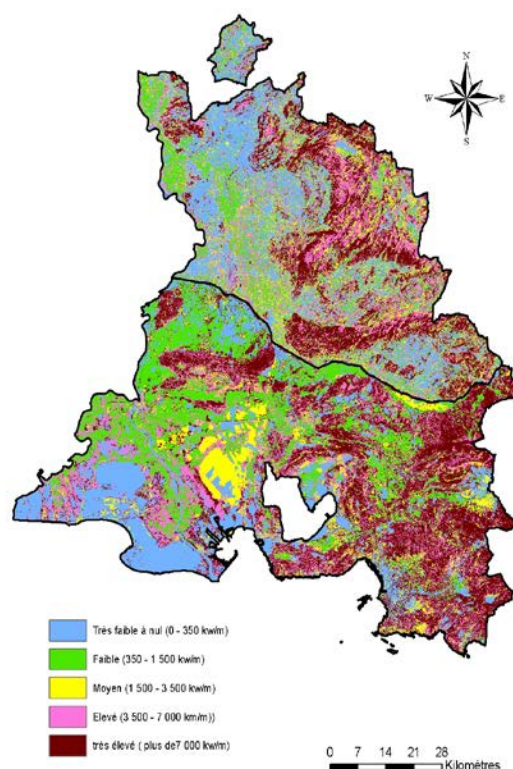 N
W E
S
Très faible à nul (0 - 350 kw/m)
Faible (350 - 1 500 kw/m)
Moyen (1 500 - 3 500 kw/m)
Elevé (3 500 - 7 000 km/m))
très élevé ( plus de7 000 kw/m)
0 7 14 21 28
Kilomètres